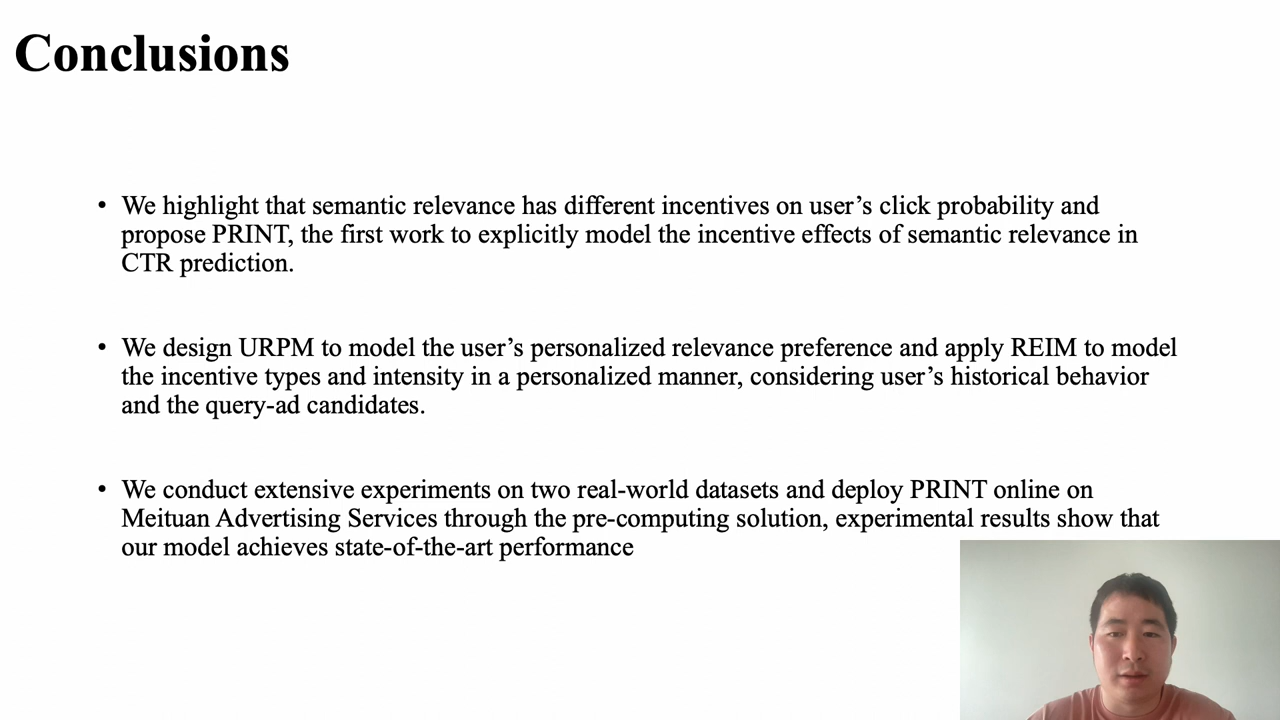 Conclusions
• We highlight that semantic relevance has different incentives on user’s click probability and
propose PRINT, the first work to explicitly model the incentive effects of semantic relevance in
CTR prediction.
• We design URPM to model the user’s personalized relevance preference and apply REIM to model
the incentive types and intensity in a personalized manner, considering user’s historical behavior
and the query-ad candidates.
• We conduct extensive experiments on two real-world datasets and deploy PRINT online on
Meituan Advertising Services through the pre-computing solution, experimental results show that
our model achieves state-of-the-art performance